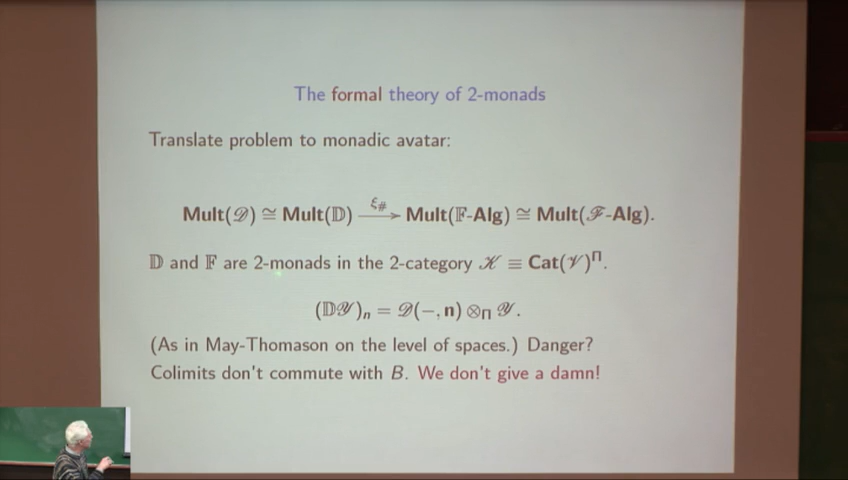 The formal theory of 2-monads
Translate problem to monadic avatar:
Mult(𝒟) ≅ Mult(𝔻) —ξ#→ Mult(𝔽-Alg) ≅ Mult(ℱ-Alg).
𝔻 and 𝔽 are 2-monads in the 2-category 𝒦 ≡ Cat(𝒱)^Π.
(𝔻𝒴)ₙ = 𝒟(−, n) ⊗_Π 𝒴.
(As in May-Thomason on the level of spaces.) Danger?
Colimits don't commute with B. We don't give a damn!